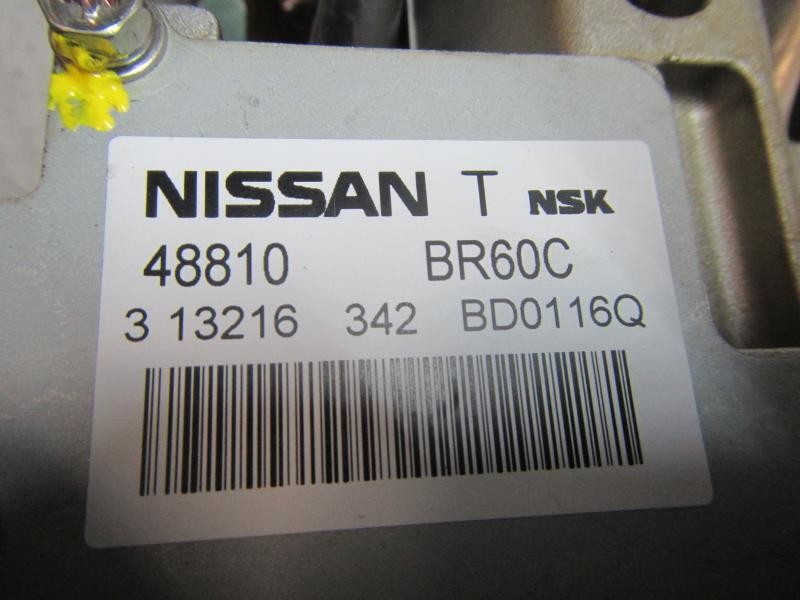 NISSAN T NSK
48810 BR60C
3 13216 342 BD0116Q